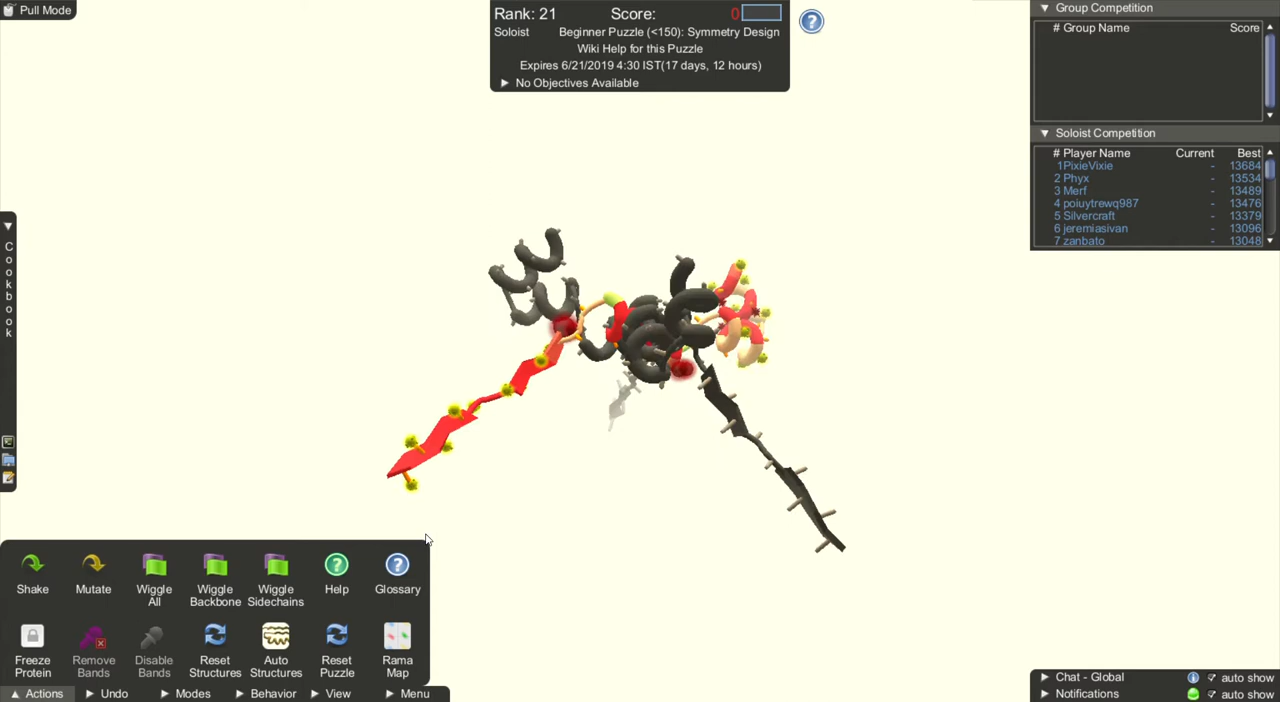 Pull Mode
Rank: 21 Score: 0
Soloist Beginner Puzzle (<150): Symmetry Design
Wiki Help for this Puzzle
Expires 6/21/2019 4:30 IST(17 days, 12 hours)
No Objectives Available
?
Group Competition
# Group Name Score
Soloist Competition
# Player Name Current Best
1 PixieVixie - 13684
2 Phyx - 13534
3 Merf - 13489
4 poiuytrewq987 - 13476
5 Silvercraft - 13379
6 jeremiasivan - 13096
7 zanbato - 13048
Cookbook
Shake Mutate Wiggle All Wiggle Backbone Wiggle Sidechains Help Glossary
Freeze Protein Remove Bands Disable Bands Reset Structures Auto Structures Reset Puzzle Rama Map
Actions Undo Modes Behavior View Menu
Chat - Global auto show
Notifications auto show